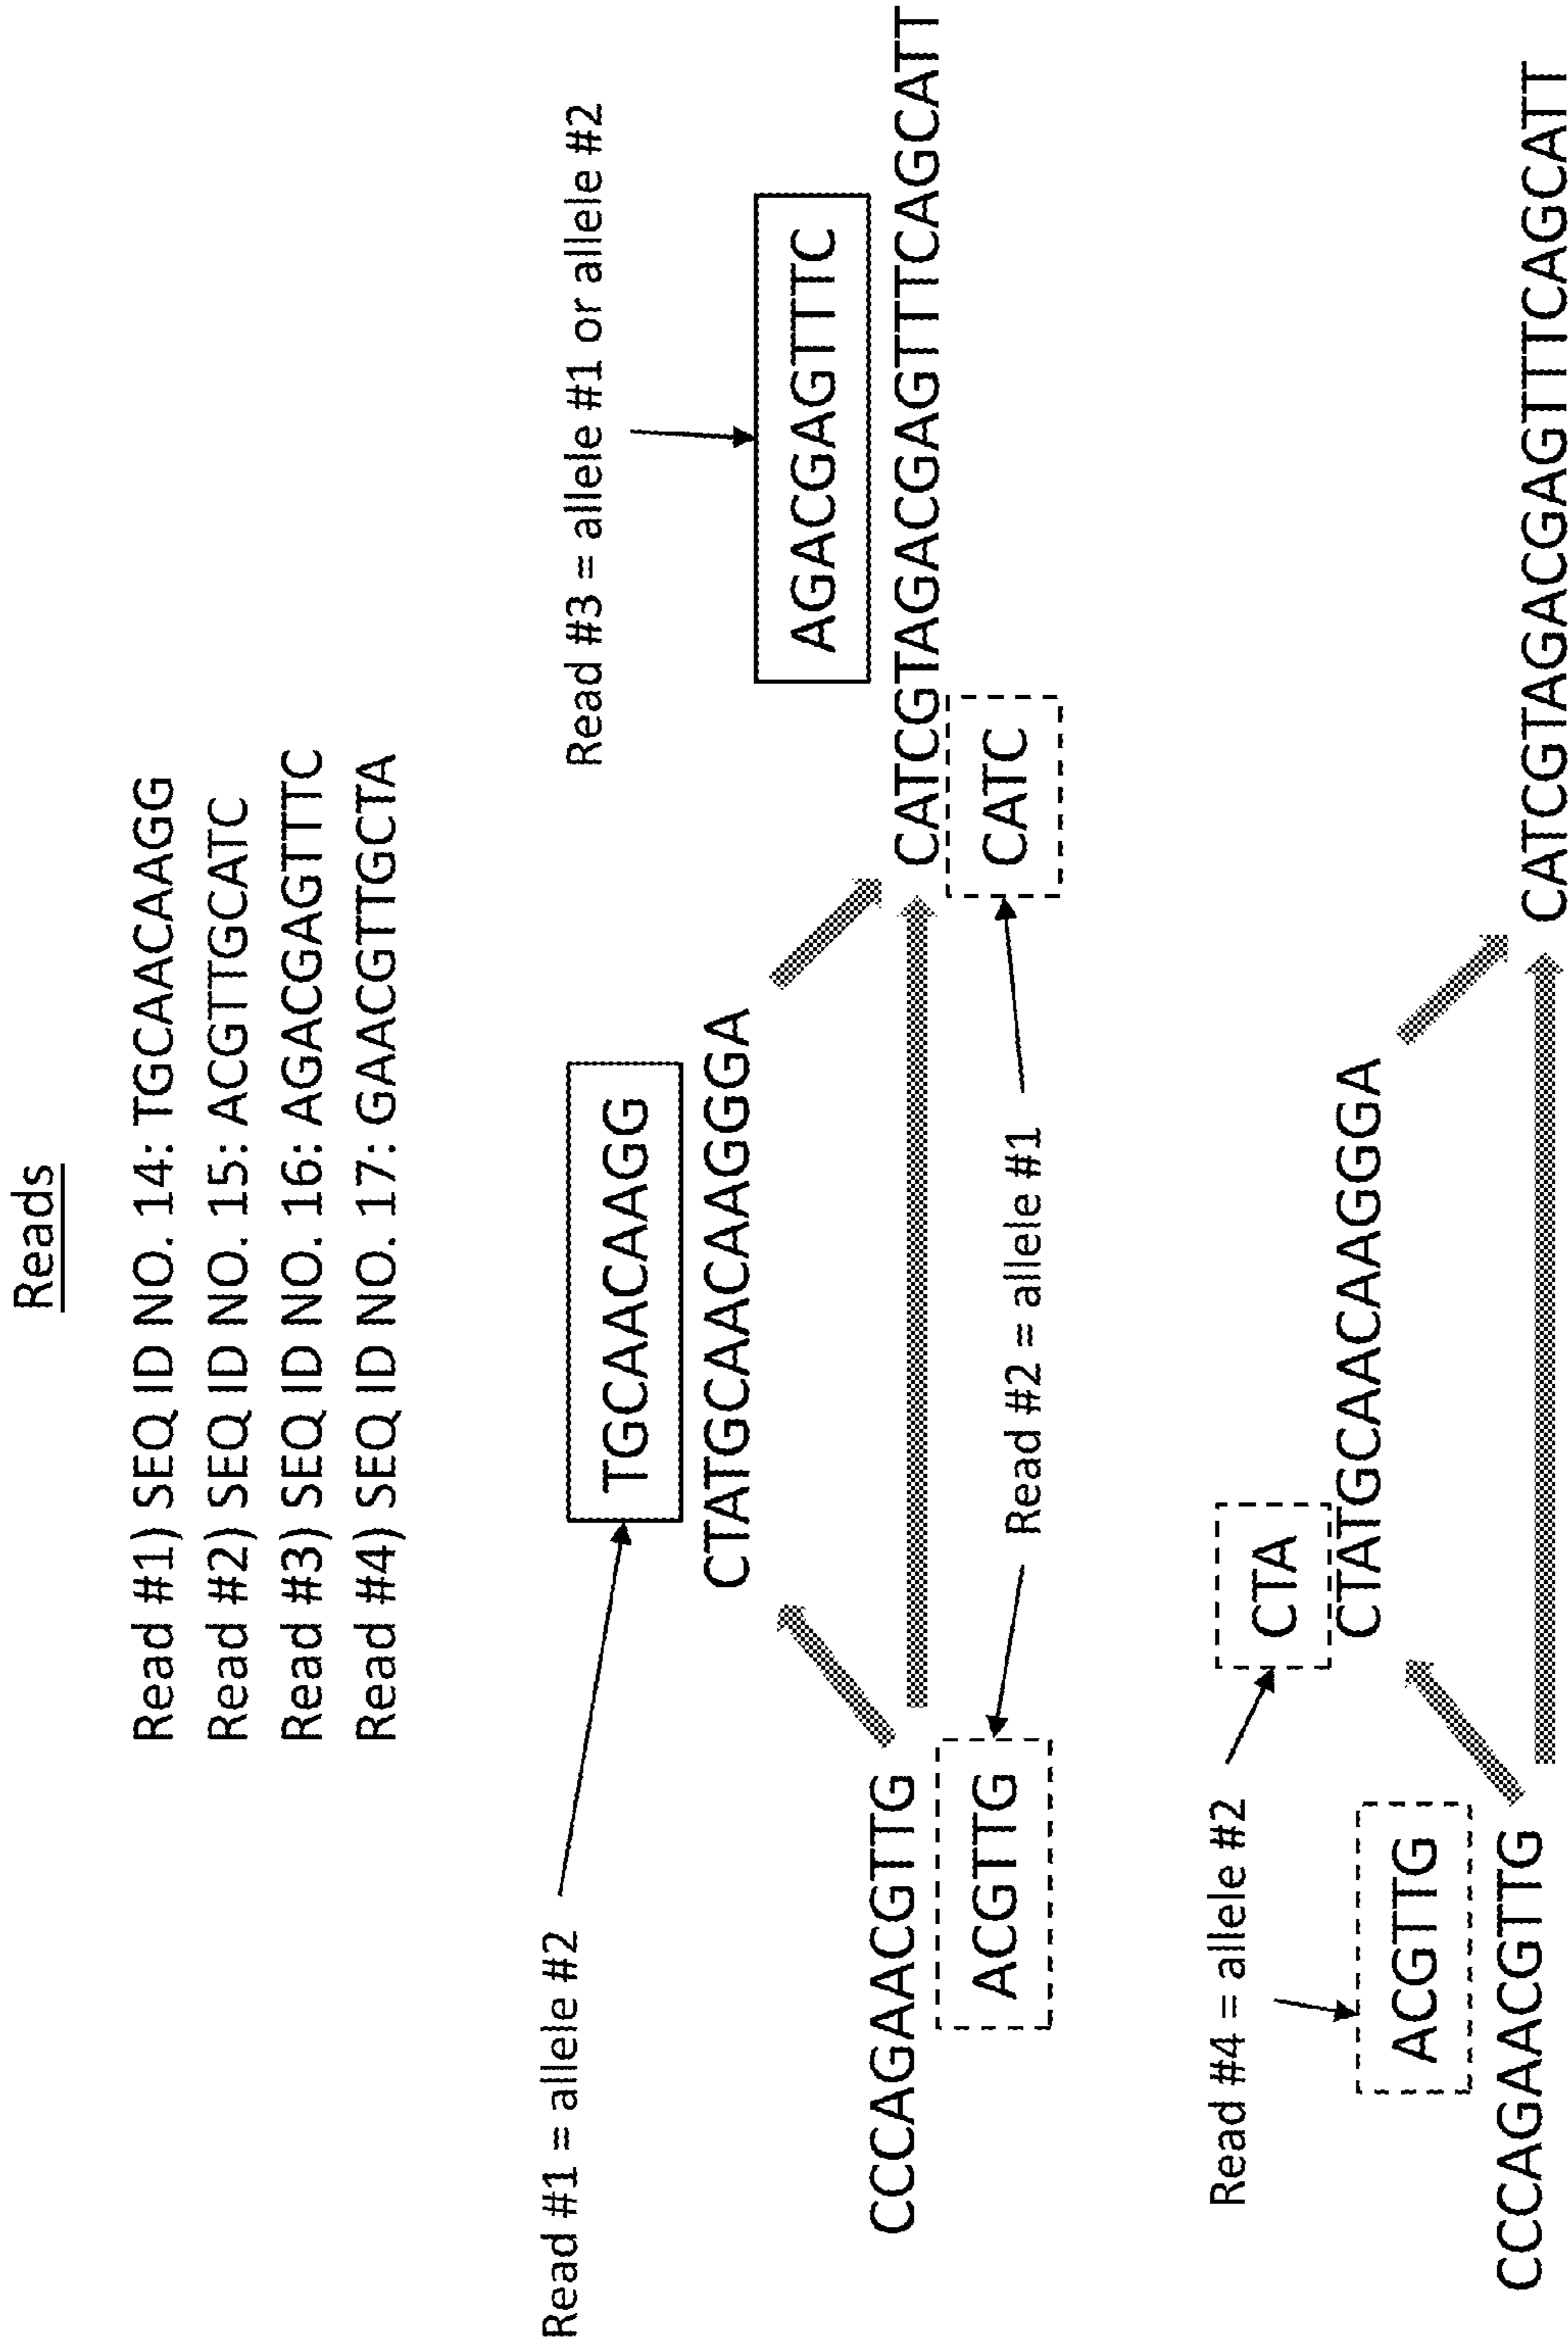 Reads
Read #1) SEQ ID NO. 14: TGCAACAAGG
Read #2) SEQ ID NO. 15: ACGTTGCATC
Read #3) SEQ ID NO. 16: AGACGAGTTTC
Read #4) SEQ ID NO. 17: GAACGTTGCTA
Read #1 = allele #2
TGCAACAAGG
Read #3 = allele #1 or allele #2
CTATGCAACAAGGGA
AGACGAGTTTC
CCCAGAACGTTG
CATCGTAGACGAGTTTCAGCATT
ACGTTG
CATC
Read #2 = allele #1
Read #4 = allele #2
CTA
CTATGCAACAAGGGA
ACGTTG
CCCAGAACGTTG
CATCGTAGACGAGTTTCAGCATT